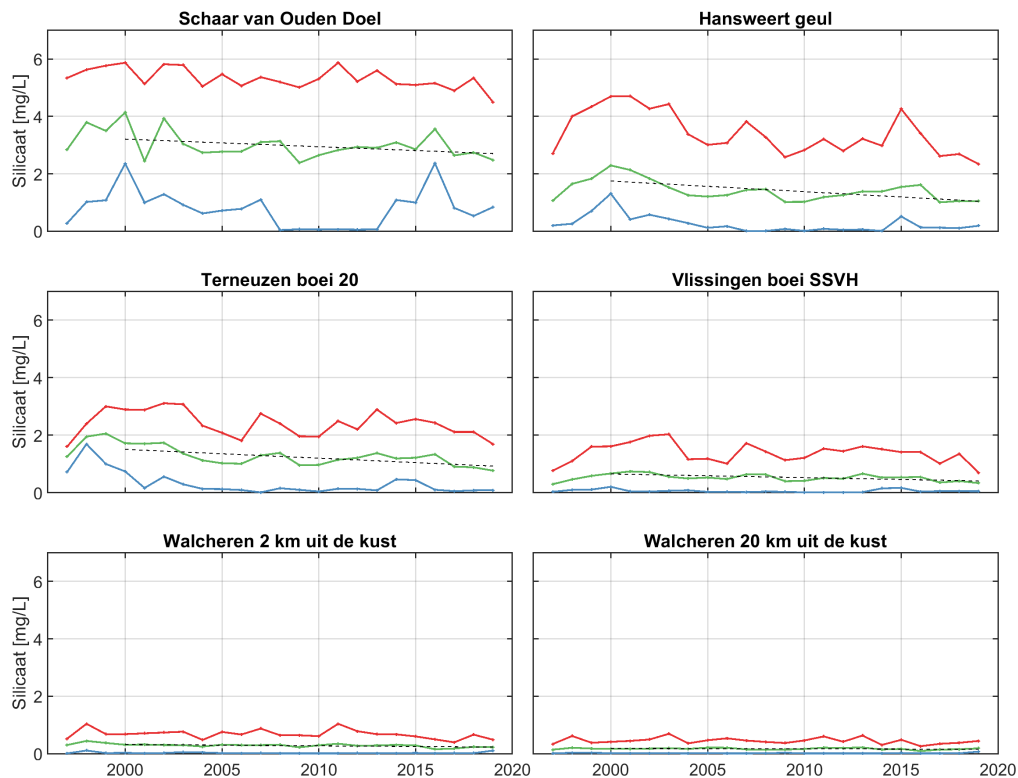 Schaar van Ouden Doel
Hansweert geul
Silicaat [mg/L]
6
4
2
0
Terneuzen boei 20
Vlissingen boei SSVH
Silicaat [mg/L]
6
4
2
0
Walcheren 2 km uit de kust
Walcheren 20 km uit de kust
Silicaat [mg/L]
6
4
2
0
2000 2005 2010 2015 2020 2000 2005 2010 2015 2020